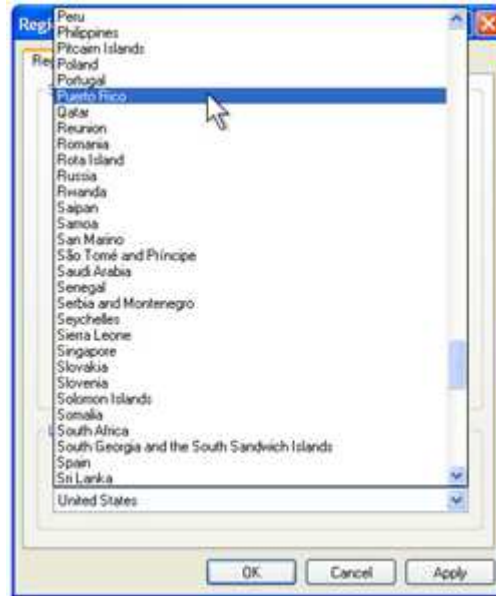 Regi
Peru
Philippines
Pitcairn Islands
Reg
Poland
Portugal
Puerto Rico
Qatar
Reunion
Romania
Rota Island
Russia
Rwanda
Saipan
Samoa
San Marino
São Tomé and Príncipe
Saudi Arabia
Senegal
Serbia and Montenegro
Seychelles
Sierra Leone
Singapore
Slovakia
Slovenia
Solomon Islands
Somalia
South Africa
South Georgia and the South Sandwich Islands
Spain
Sri Lanka
United States
OK Cancel Apply